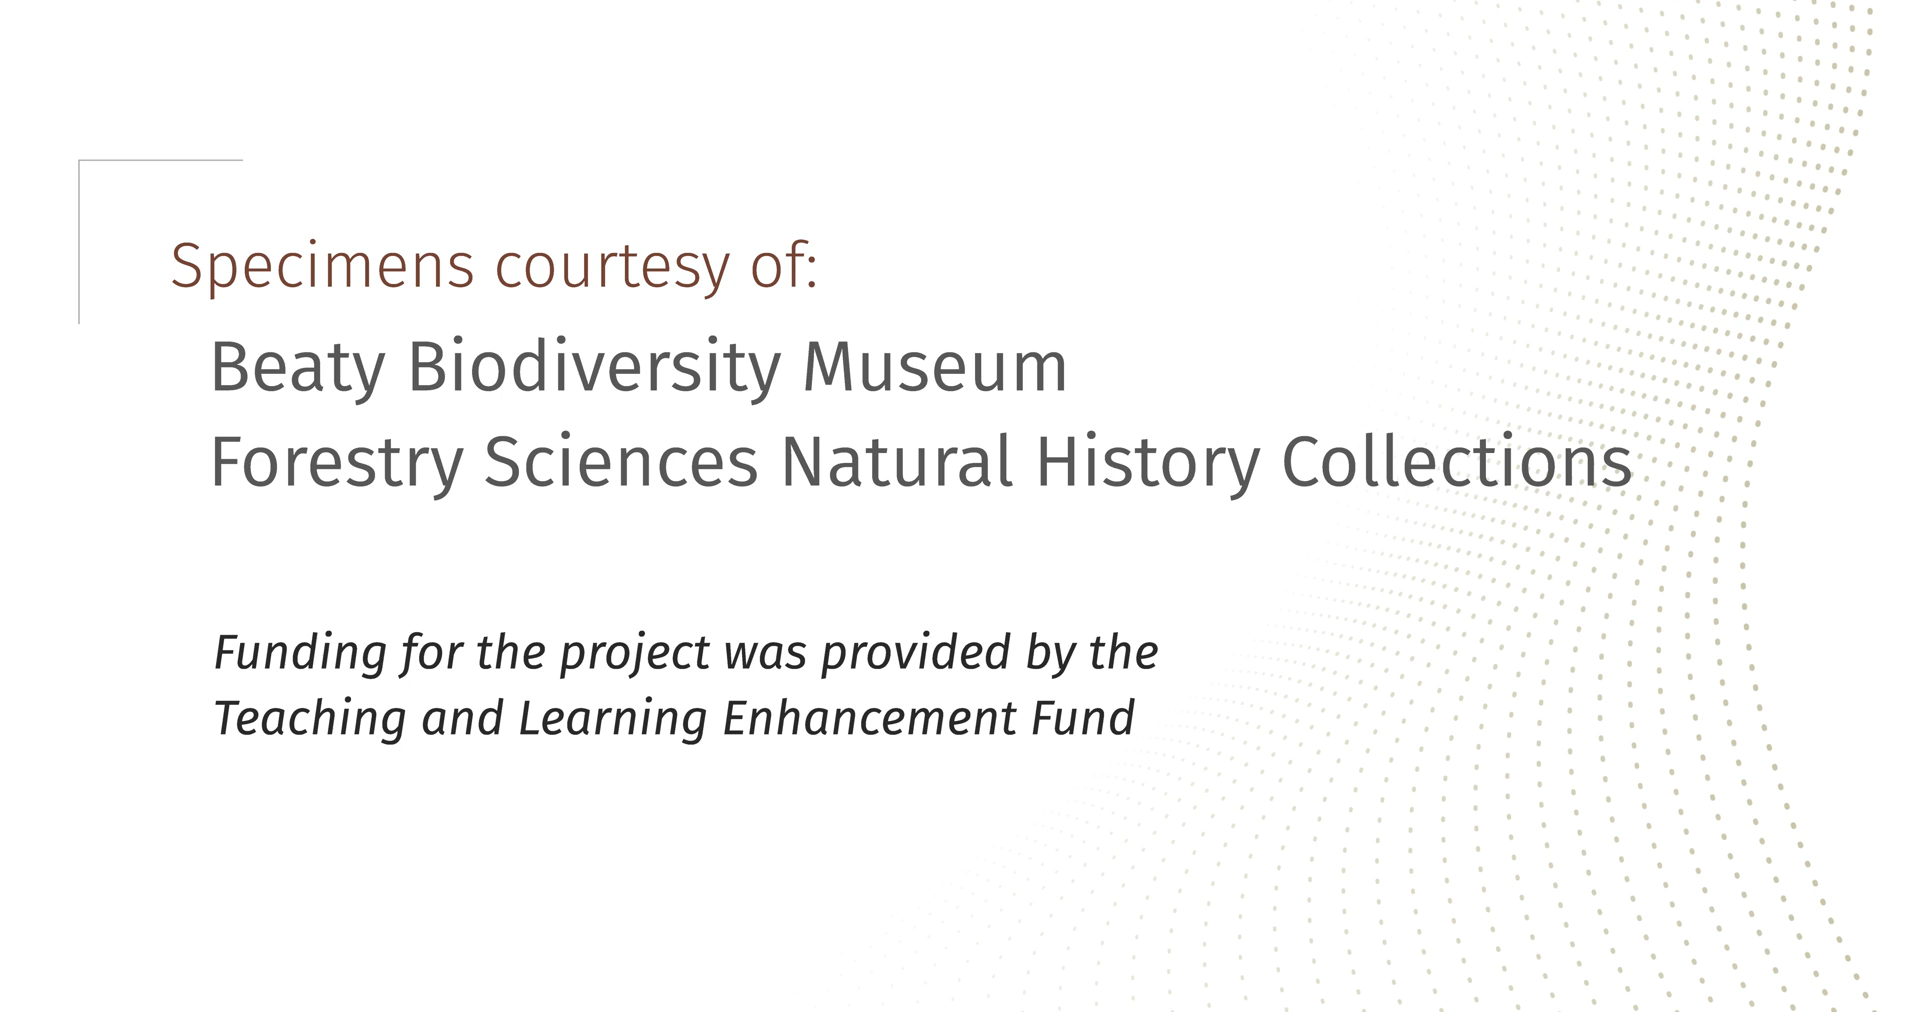 Specimens courtesy of:
Beaty Biodiversity Museum
Forestry Sciences Natural History Collections
Funding for the project was provided by the
Teaching and Learning Enhancement Fund